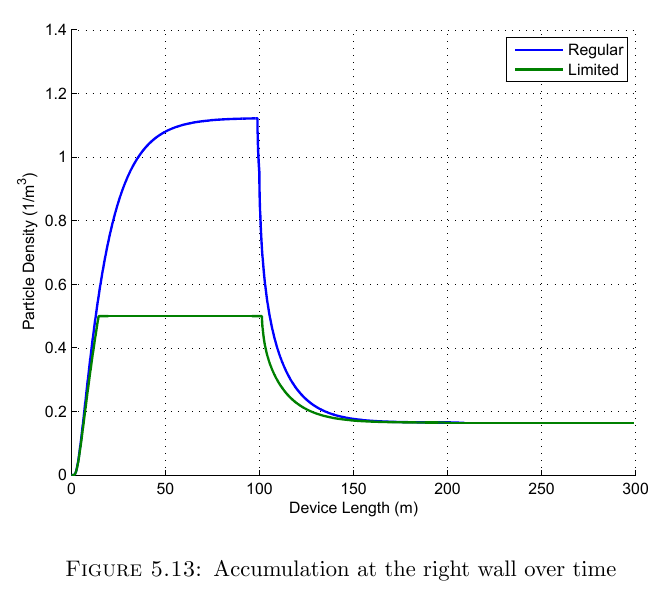 1.4
1.2
1
0.8
0.6
0.4
0.2
0
Particle Density (1/m³)
Regular
Limited
0 50 100 150 200 250 300
Device Length (m)
FIGURE 5.13: Accumulation at the right wall over time